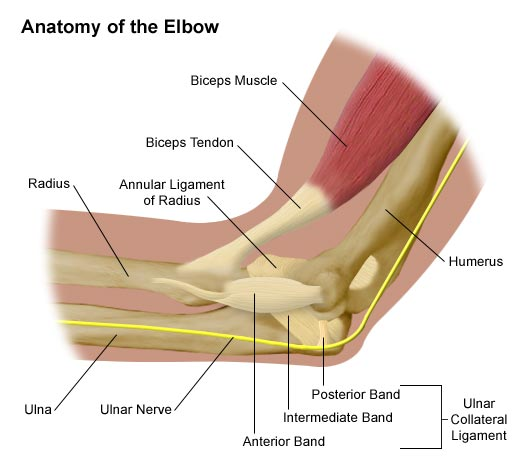 Anatomy of the Elbow
Biceps Muscle
Biceps Tendon
Radius
Annular Ligament
of Radius
Humerus
Ulna
Ulnar Nerve
Posterior Band
Intermediate Band
Anterior Band
Ulnar
Collateral
Ligament